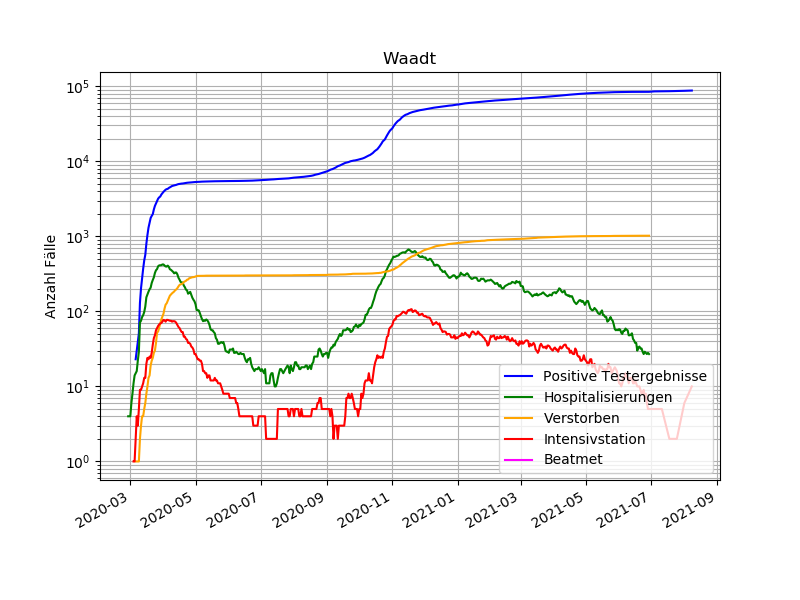 Waadt
Anzahl Fälle
10^5
10^4
10^3
10^2
10^1
10^0
Positive Testergebnisse
Hospitalisierungen
Verstorben
Intensivstation
Beatmet
2020-03
2020-05
2020-07
2020-09
2020-11
2021-01
2021-03
2021-05
2021-07
2021-09